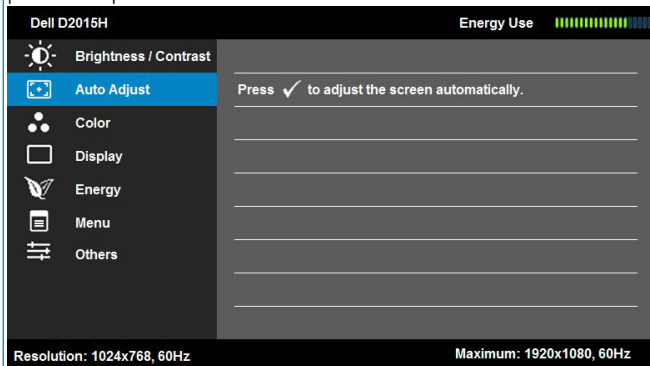 Dell D2015H Energy Use
Brightness / Contrast
Auto Adjust Press ✓ to adjust the screen automatically.
Color
Display
Energy
Menu
Others
Resolution: 1024x768, 60Hz Maximum: 1920x1080, 60Hz